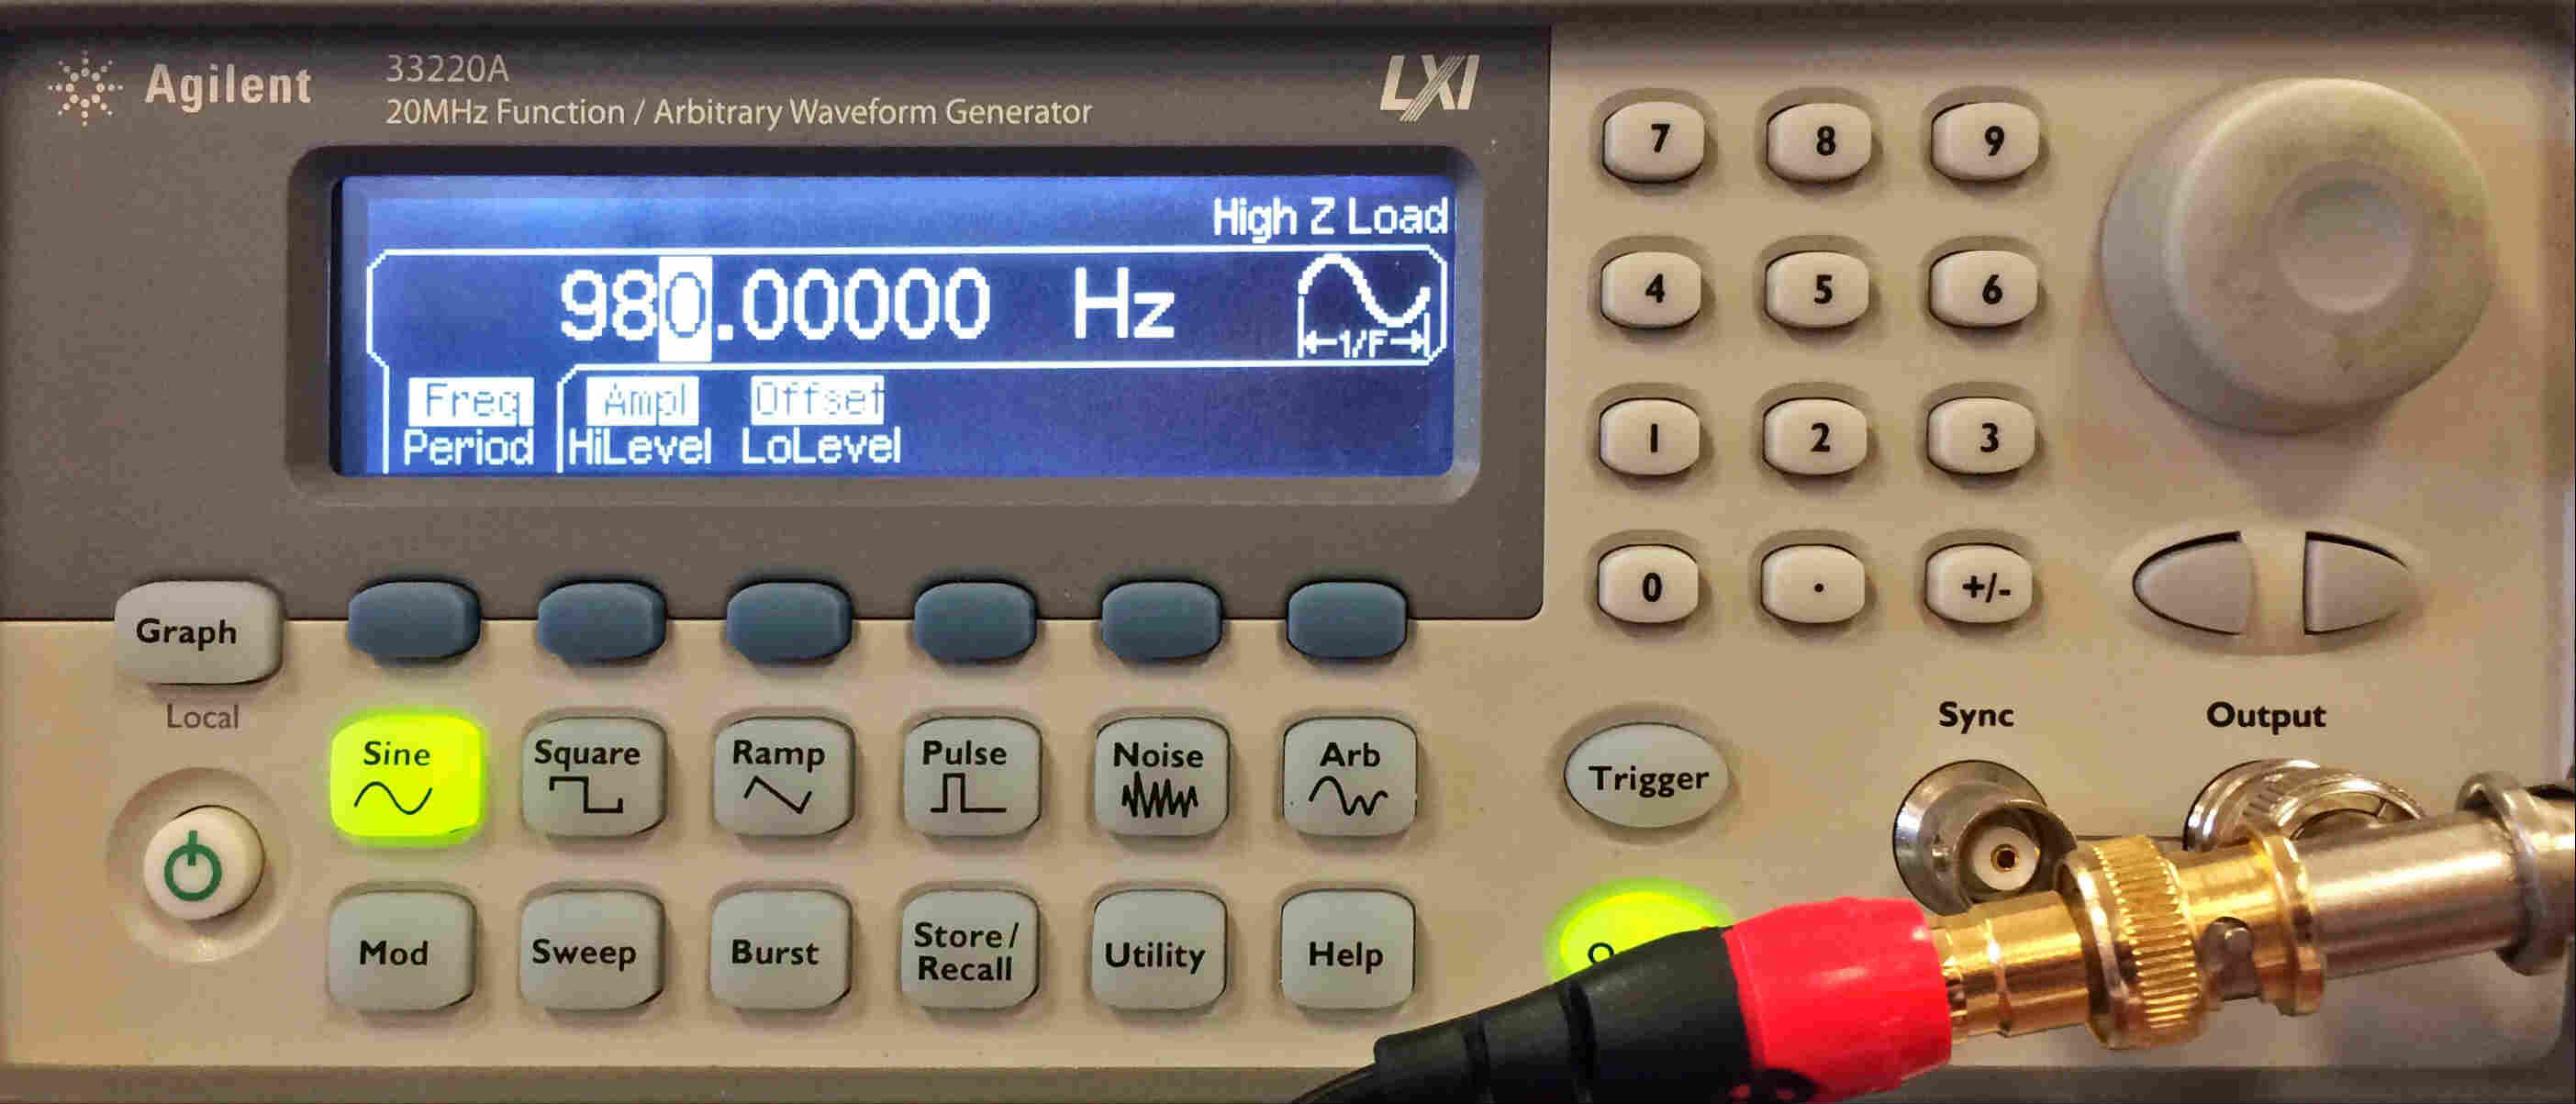 Agilent
33220A
20MHz Function / Arbitrary Waveform Generator
LXI
High Z Load
980.00000 Hz
1/F
Freq Ampl Offset
Period HiLevel LoLevel
7 8 9
4 5 6
1 2 3
0 . +/-
Graph
Local
Sine Square Ramp Pulse Noise Arb
Mod Sweep Burst Store/
Recall Utility Help
Trigger
Sync
Output